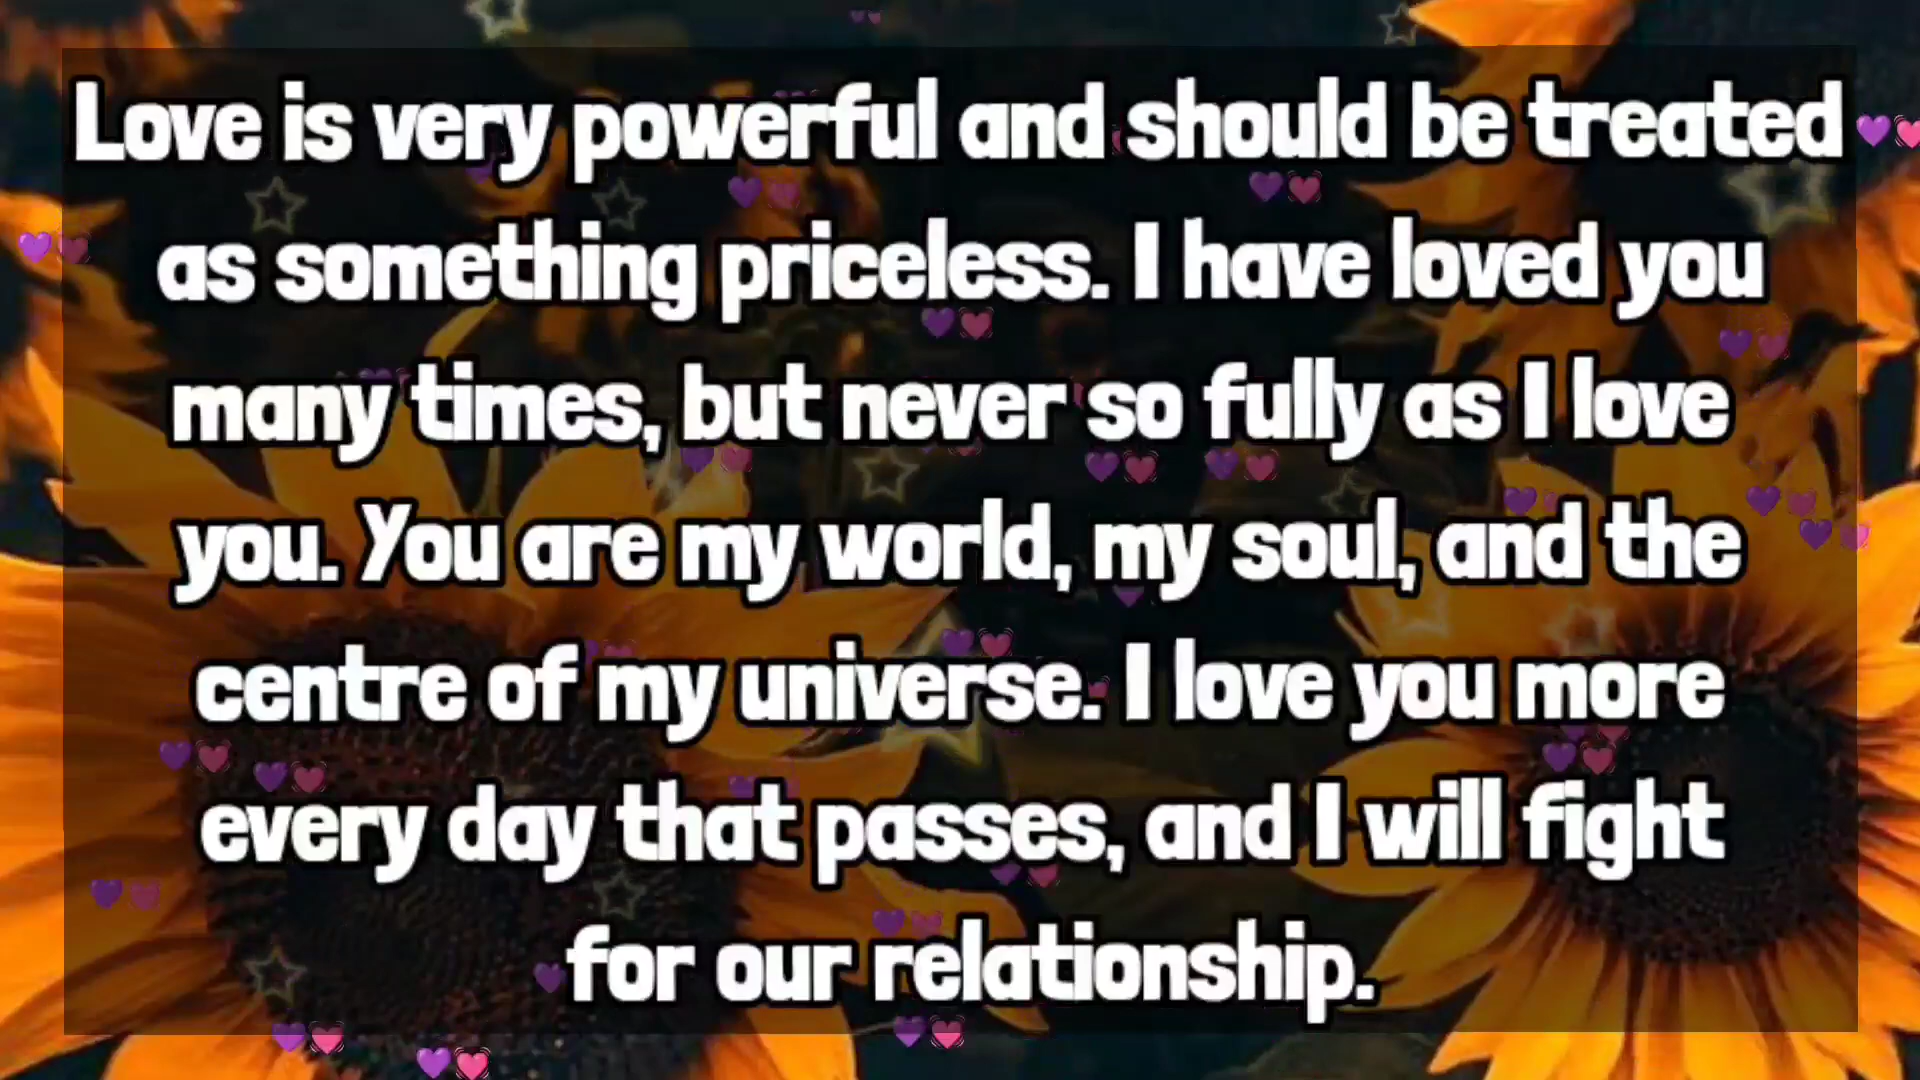 Love is very powerful and should be treated
as something priceless. I have loved you
many times, but never so fully as I love
you. You are my world, my soul, and the
centre of my universe. I love you more
every day that passes, and I will fight
for our relationship.